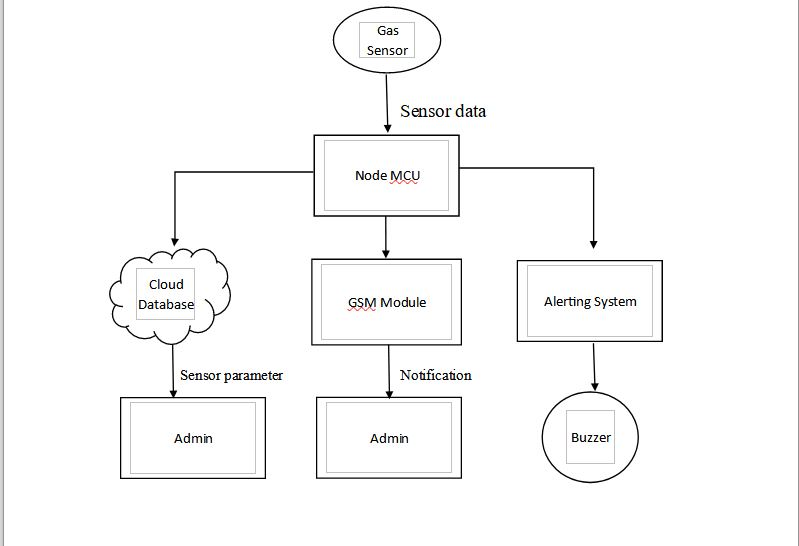 Gas
Sensor
Sensor data
Node MCU
Cloud
Database
GSM Module
Alerting System
Sensor parameter
Notification
Admin
Admin
Buzzer